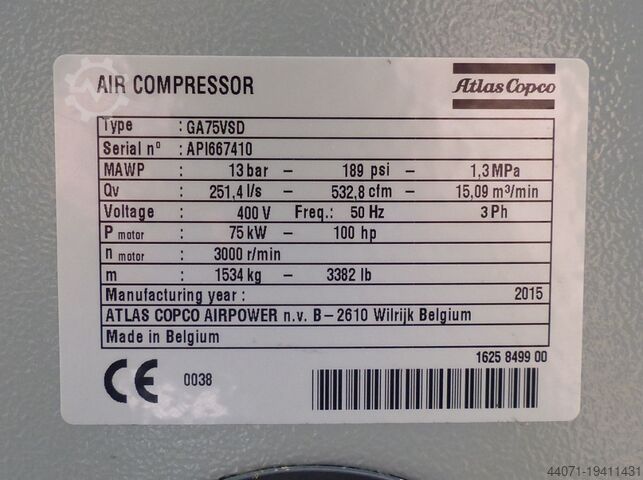 AIR COMPRESSOR
Atlas Copco
Type : GA75VSD
Serial nº : API667410
MAWP : 13 bar – 189 psi – 1,3 MPa
Qv : 251,4 l/s – 532,8 cfm – 15,09 m³/min
Voltage : 400 V Freq.: 50 Hz 3 Ph
P motor : 75 kW – 100 hp
n motor : 3000 r/min
m : 1534 kg – 3382 lb
Manufacturing year : 2015
ATLAS COPCO AIRPOWER n.v. B – 2610 Wilrijk Belgium
Made in Belgium
1625 8499 00
CE 0038
44071-19411431